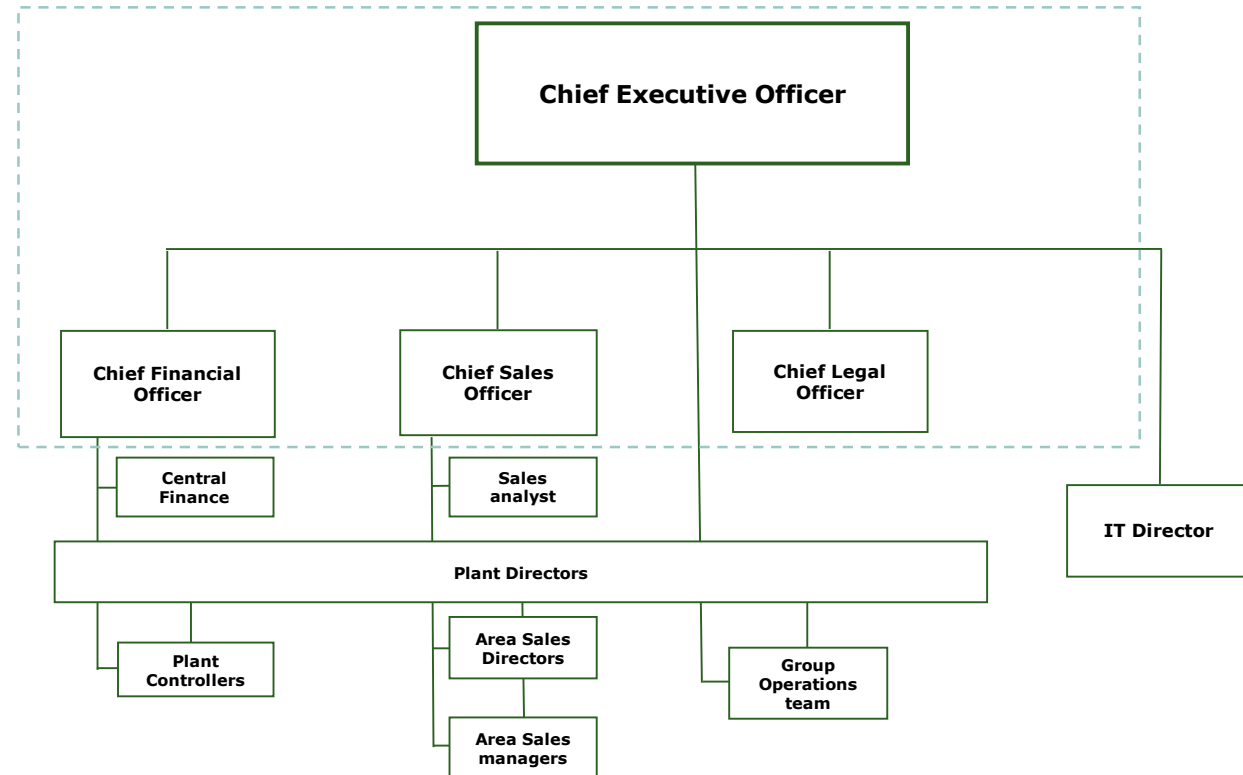 Chief Executive Officer
Chief Financial
Officer
Chief Sales
Officer
Chief Legal
Officer
Central
Finance
Sales
analyst
IT Director
Plant Directors
Plant
Controllers
Area Sales
Directors
Group
Operations
team
Area Sales
managers